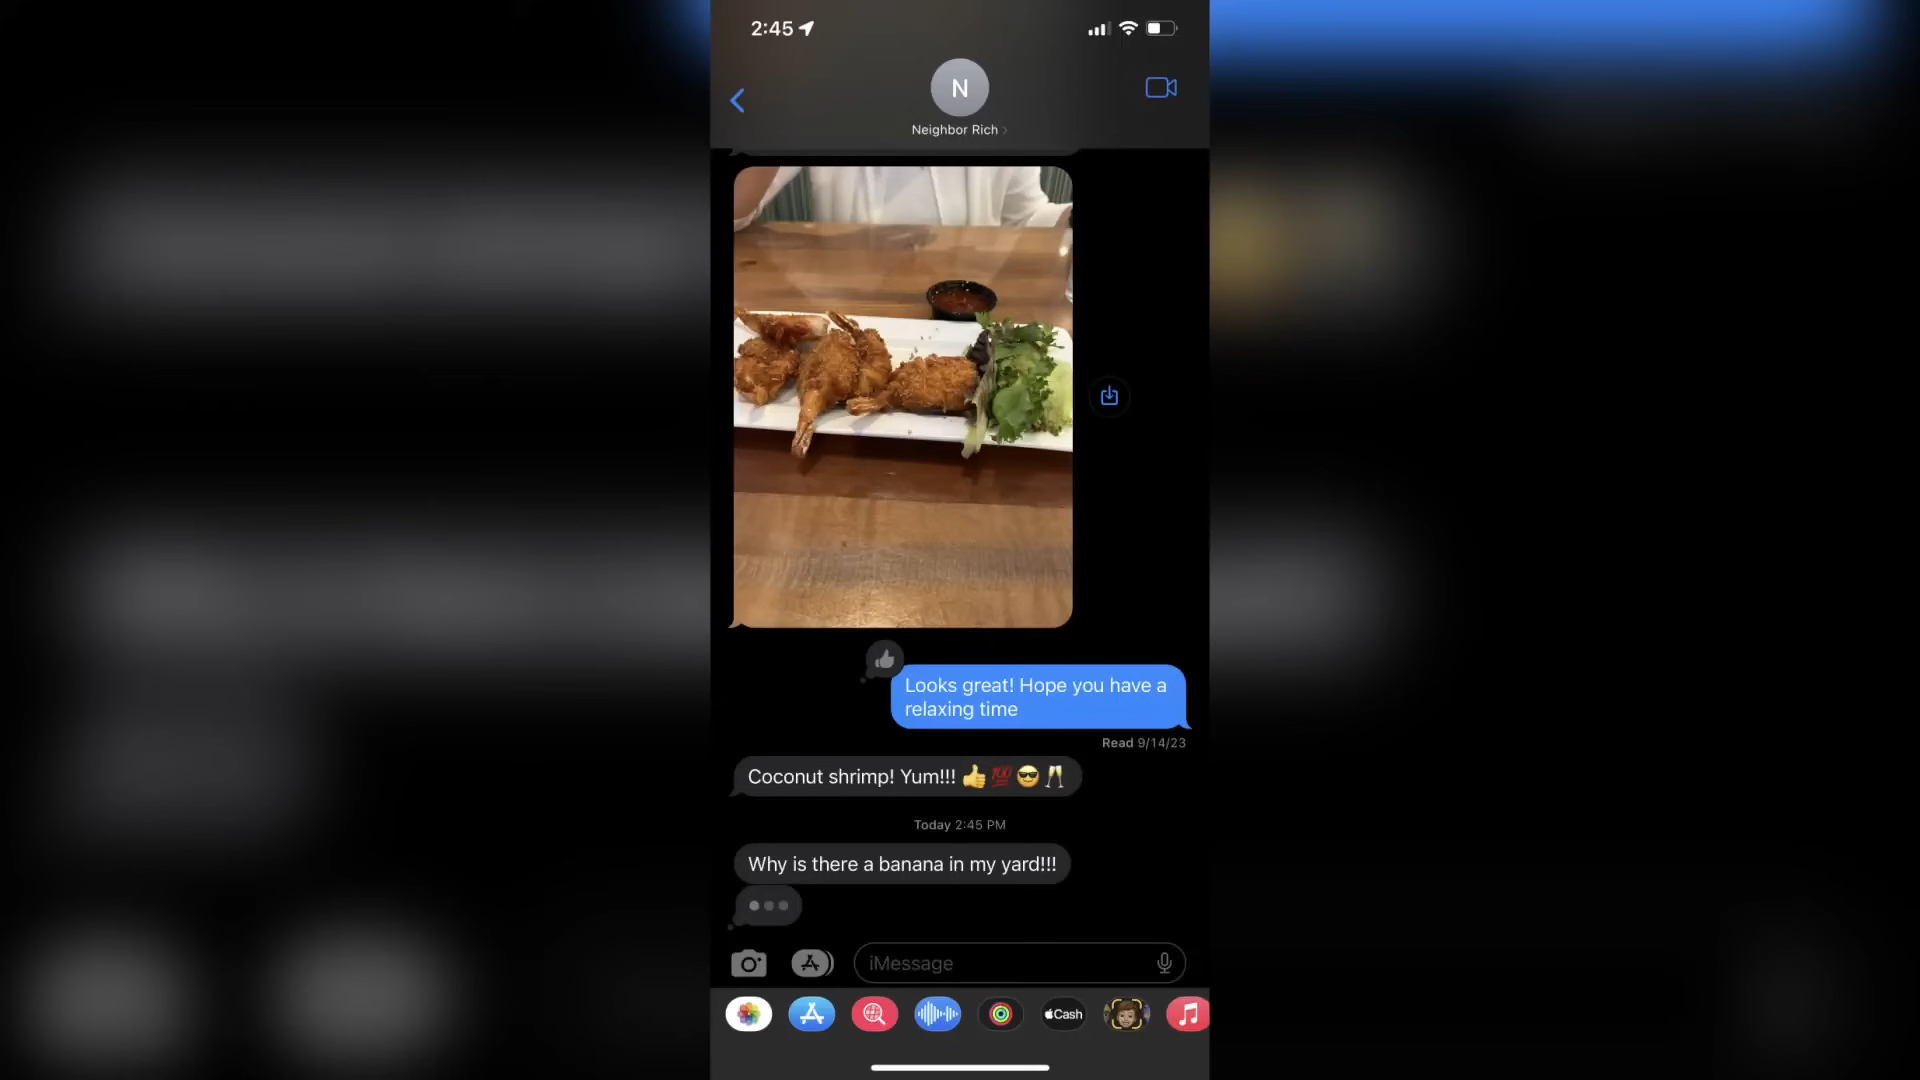 2:45
N
Neighbor Rich
Looks great! Hope you have a
relaxing time
Read 9/14/23
Coconut shrimp! Yum!!! 👍💯😎🥂
Today 2:45 PM
Why is there a banana in my yard!!!
iMessage
Cash